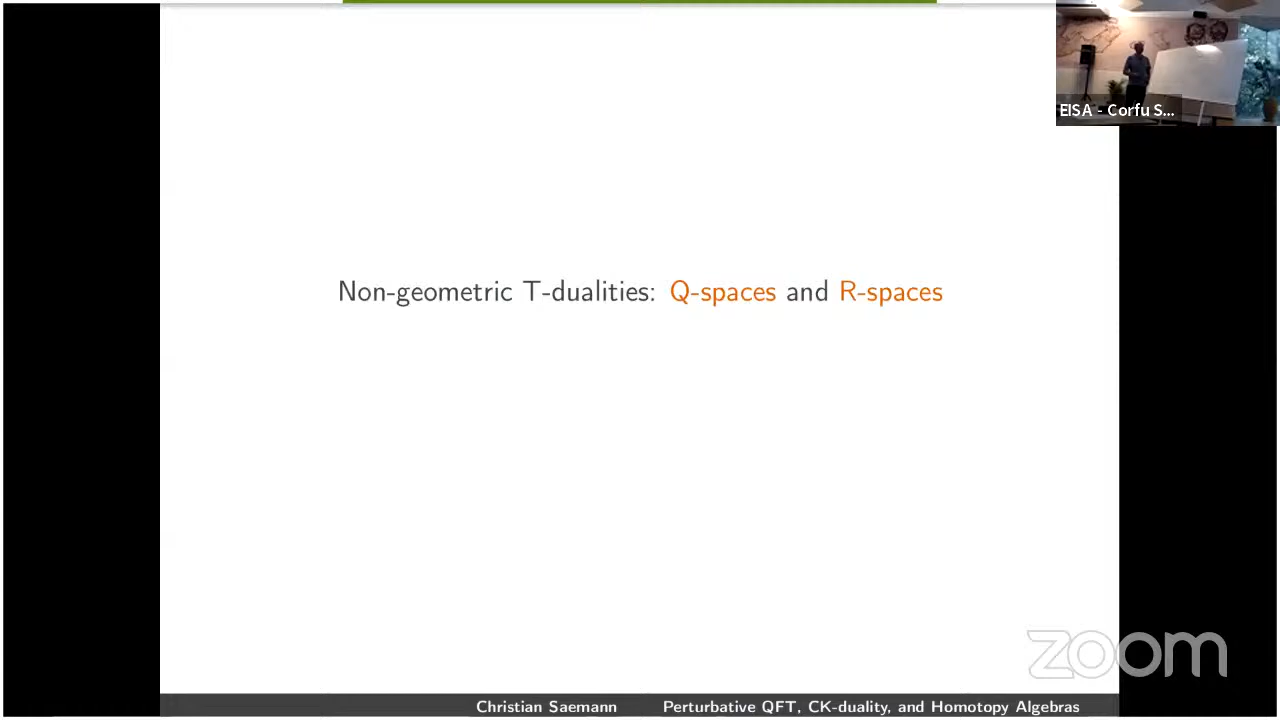 EISA - Corfu S...
Non-geometric T-dualities: Q-spaces and R-spaces
zoom
Christian Saemann Perturbative QFT, CK-duality, and Homotopy Algebras